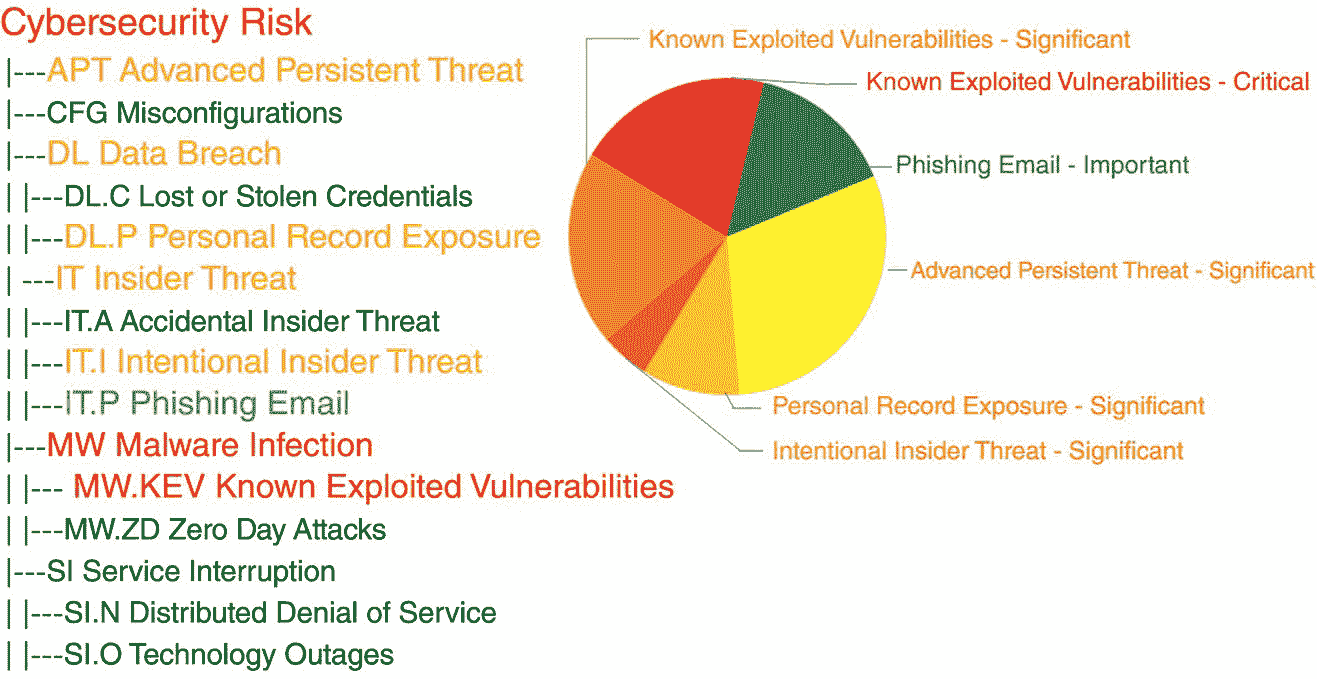 Cybersecurity Risk
|---APT Advanced Persistent Threat
|---CFG Misconfigurations
|---DL Data Breach
| |---DL.C Lost or Stolen Credentials
| |---DL.P Personal Record Exposure
| ---IT Insider Threat
| |---IT.A Accidental Insider Threat
| |---IT.I Intentional Insider Threat
| |---IT.P Phishing Email
|---MW Malware Infection
| |--- MW.KEV Known Exploited Vulnerabilities
| |---MW.ZD Zero Day Attacks
|---SI Service Interruption
| |---SI.N Distributed Denial of Service
| |---SI.O Technology Outages
Known Exploited Vulnerabilities - Significant
Known Exploited Vulnerabilities - Critical
Phishing Email - Important
Advanced Persistent Threat - Significant
Personal Record Exposure - Significant
Intentional Insider Threat - Significant